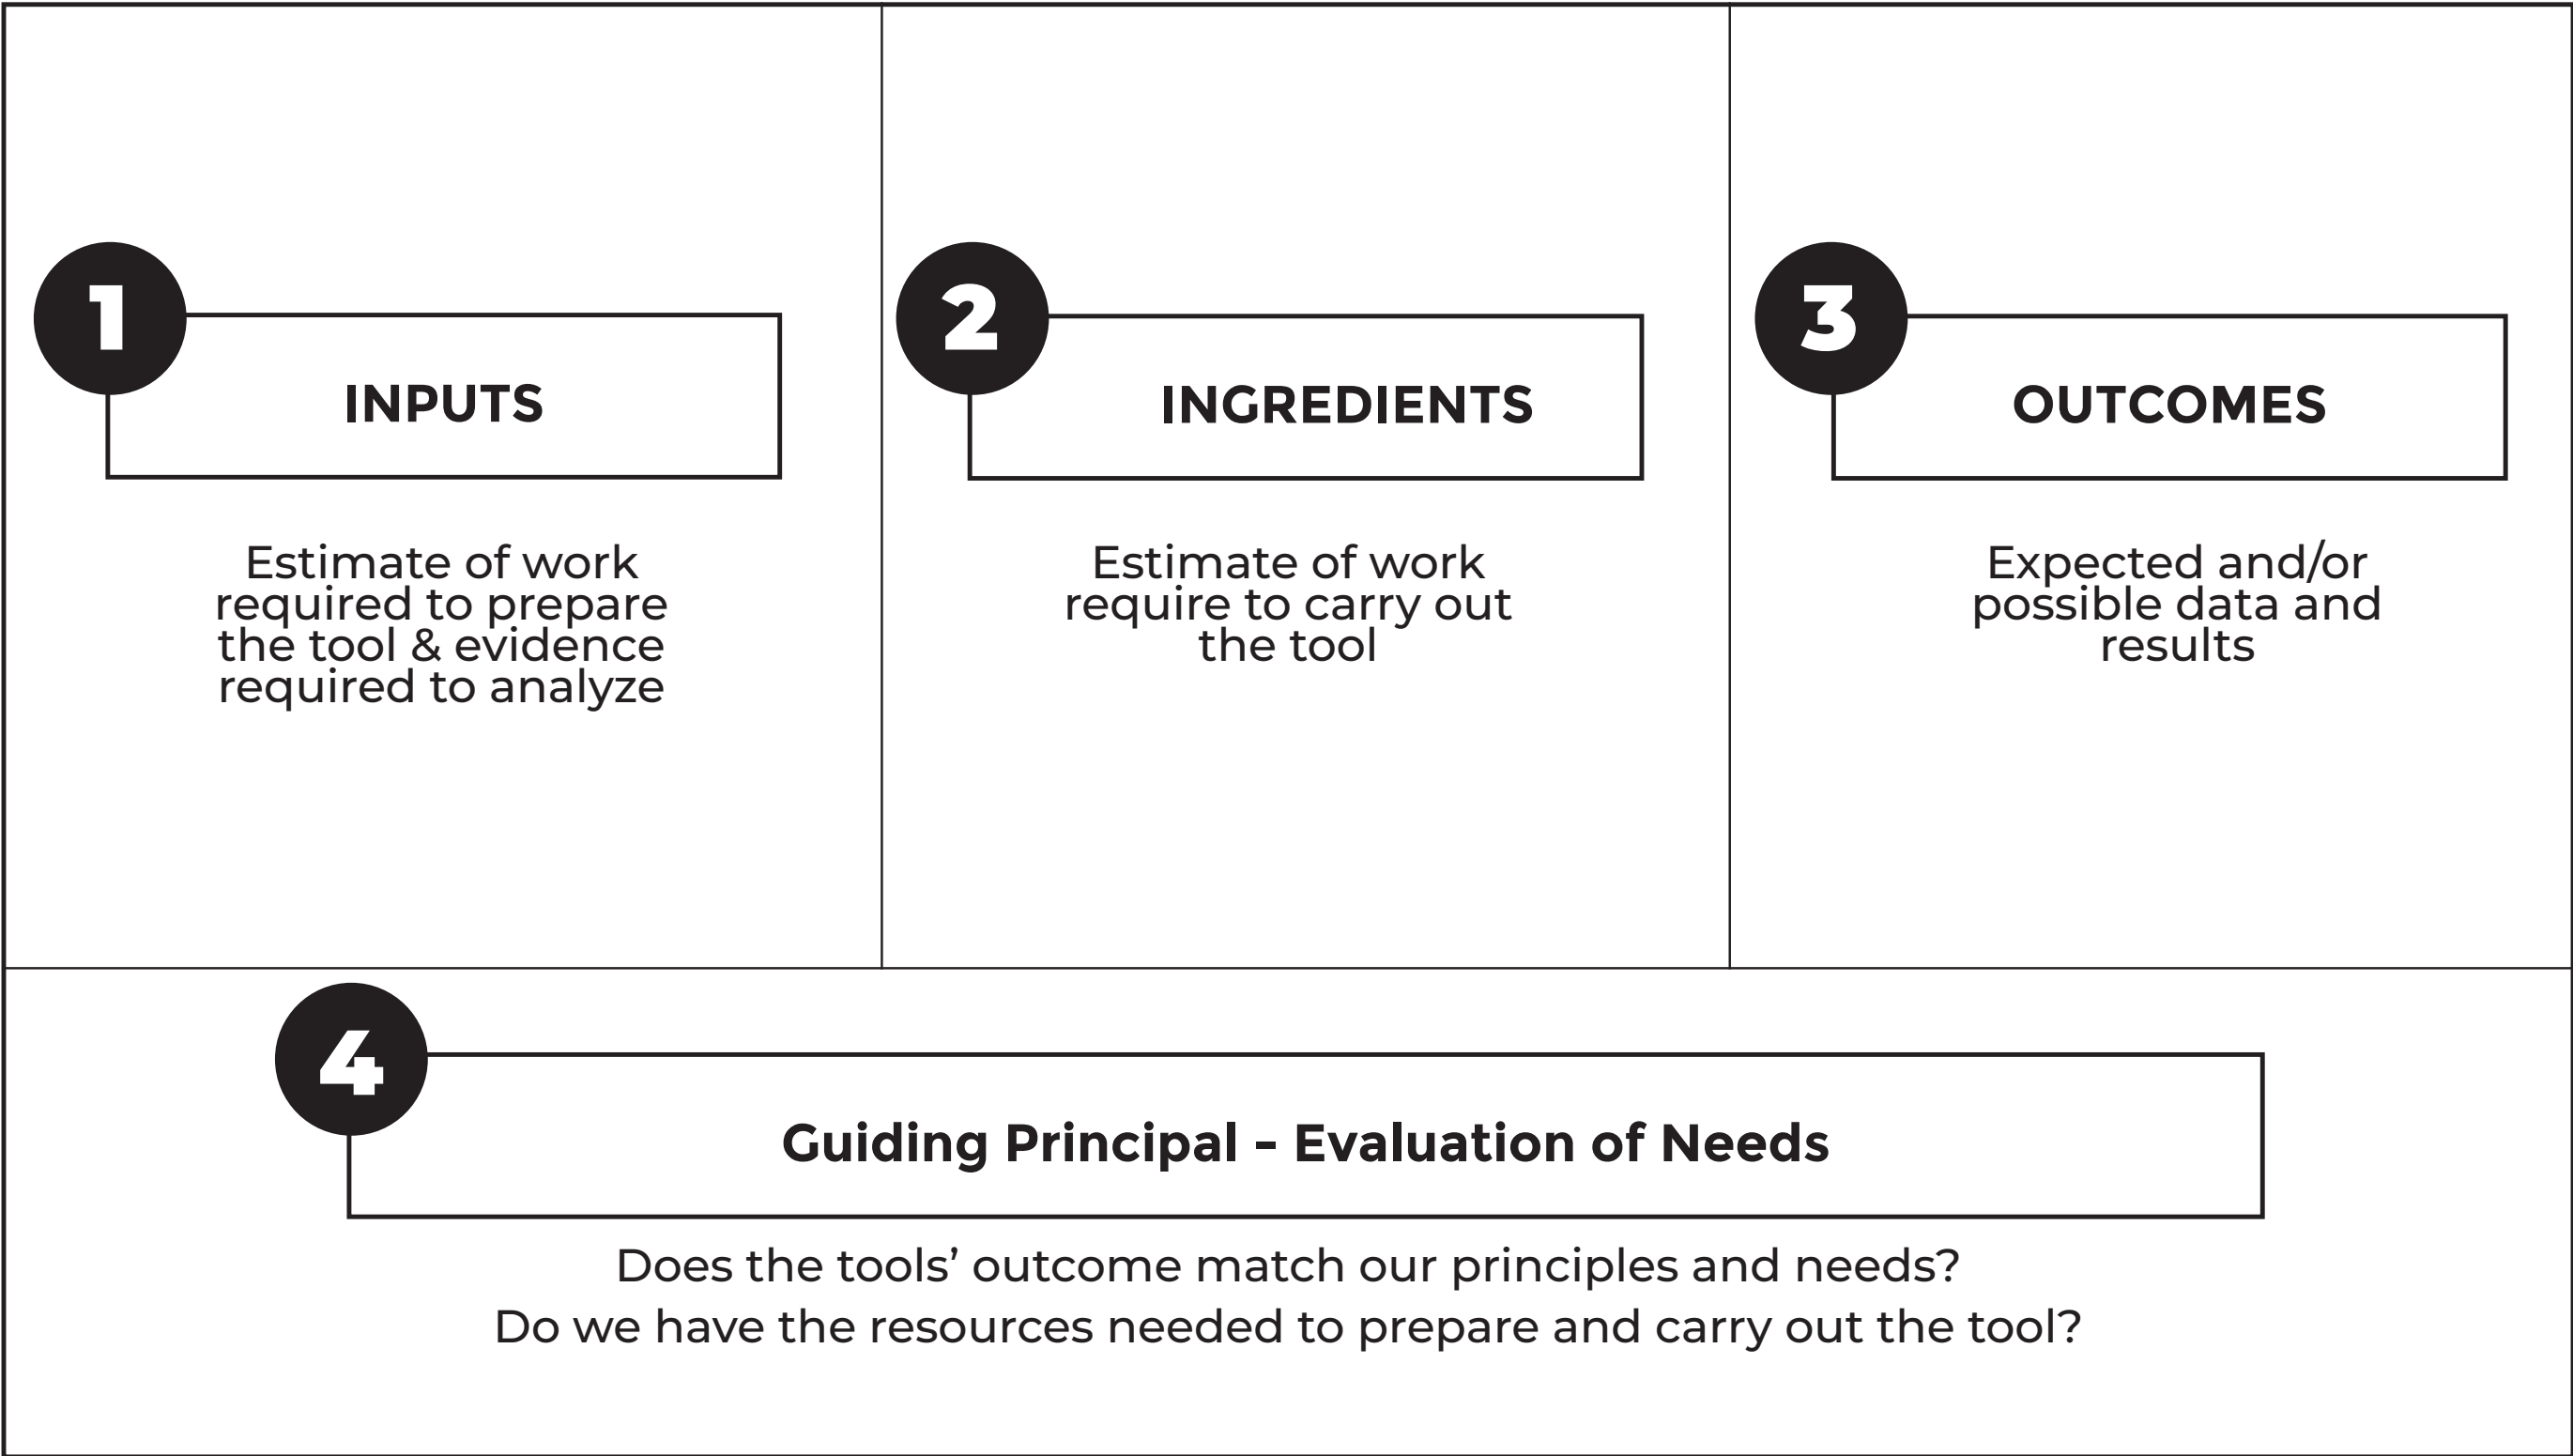 1
INPUTS
Estimate of work
required to prepare
the tool & evidence
required to analyze
2
INGREDIENTS
Estimate of work
require to carry out
the tool
3
OUTCOMES
Expected and/or
possible data and
results
4
Guiding Principal - Evaluation of Needs
Does the tools’ outcome match our principles and needs?
Do we have the resources needed to prepare and carry out the tool?